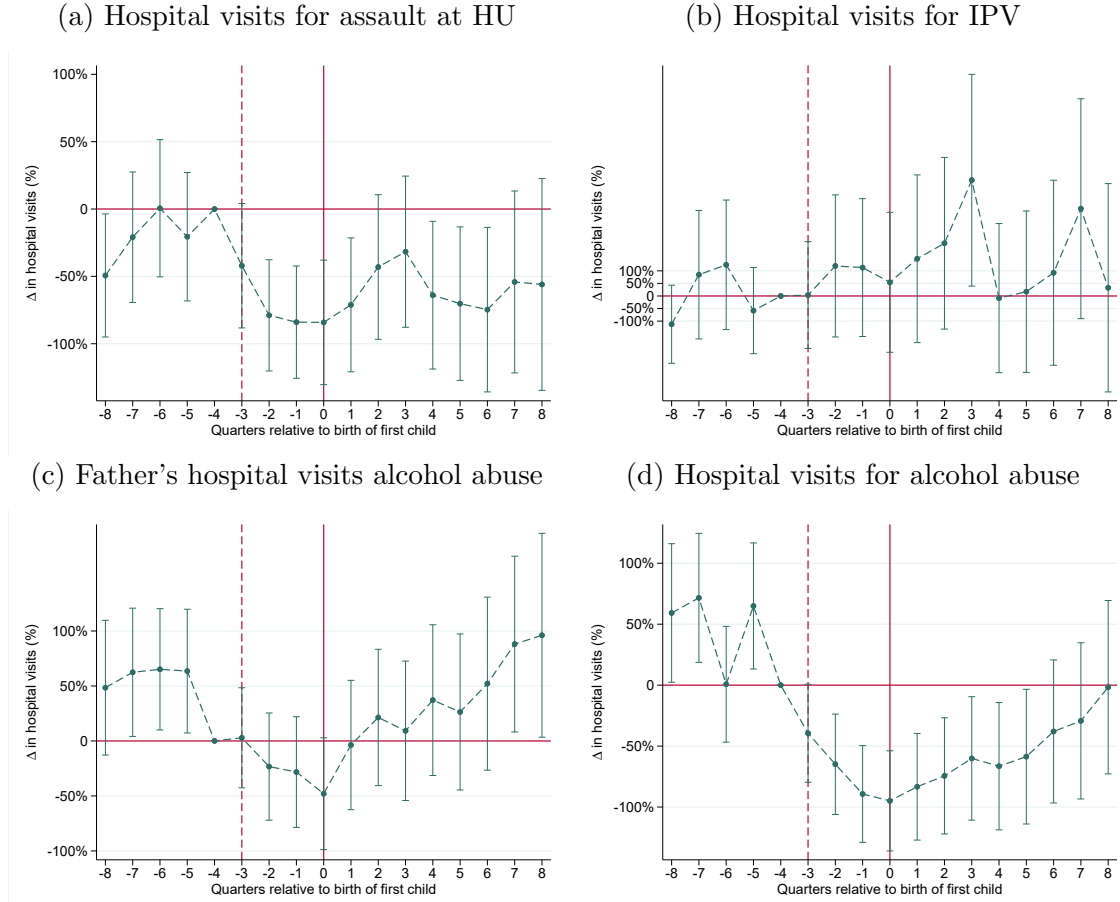 (a) Hospital visits for assault at HU
100%
50%
0
-50%
-100%
Δ in hospital visits (%)
-8 -7 -6 -5 -4 -3 -2 -1 0 1 2 3 4 5 6 7 8
Quarters relative to birth of first child
(b) Hospital visits for IPV
100%
50%
0
-50%
-100%
Δ in hospital visits (%)
-8 -7 -6 -5 -4 -3 -2 -1 0 1 2 3 4 5 6 7 8
Quarters relative to birth of first child
(c) Father's hospital visits alcohol abuse
100%
50%
0
-50%
-100%
Δ in hospital visits (%)
-8 -7 -6 -5 -4 -3 -2 -1 0 1 2 3 4 5 6 7 8
Quarters relative to birth of first child
(d) Hospital visits for alcohol abuse
100%
50%
0
-50%
-100%
Δ in hospital visits (%)
-8 -7 -6 -5 -4 -3 -2 -1 0 1 2 3 4 5 6 7 8
Quarters relative to birth of first child